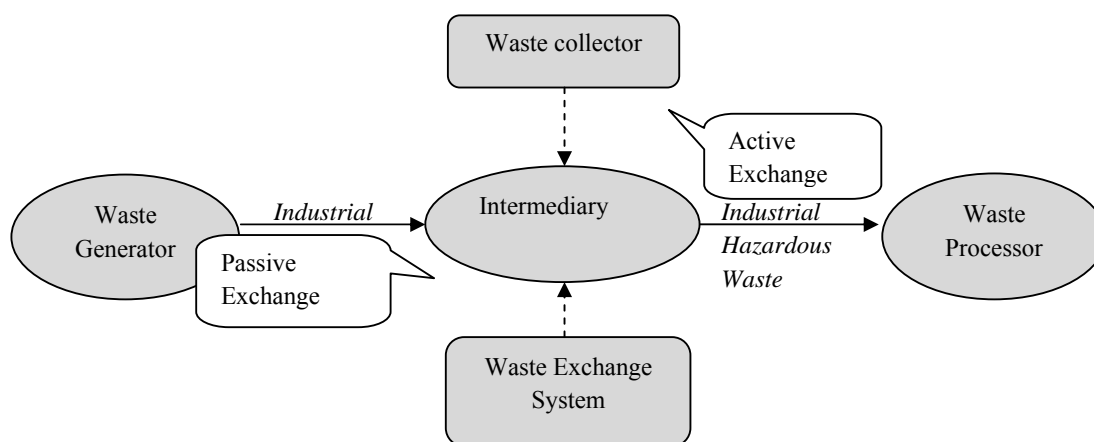 Waste collector
Active
Exchange
Waste
Generator
Industrial
Intermediary
Industrial
Hazardous
Waste
Waste
Processor
Passive
Exchange
Waste Exchange
System